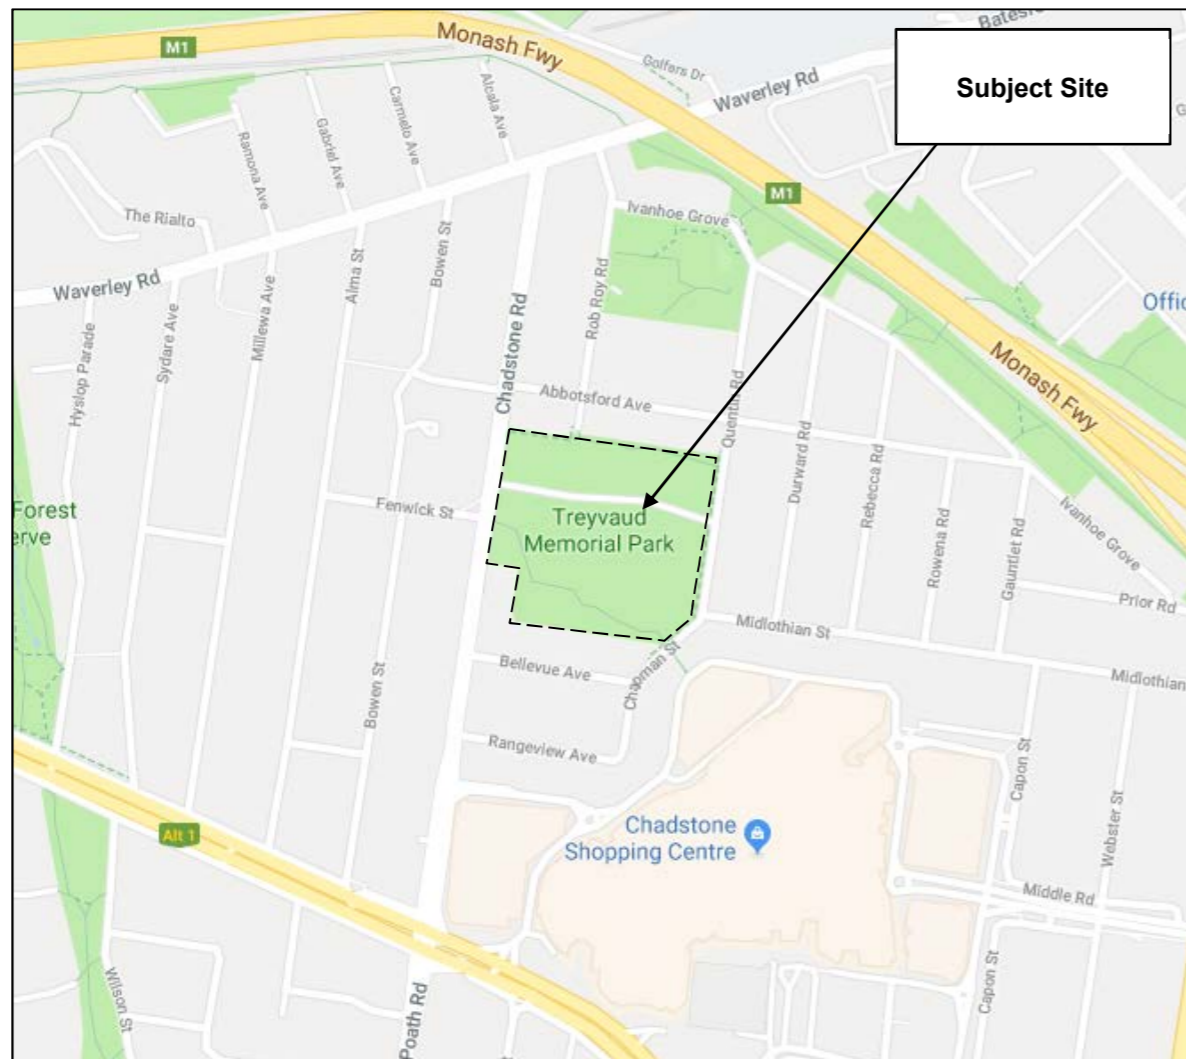 Monash Fwy
M1
Batesfo
Golfers Dr
Waverley Rd
Subject Site
Alcala Ave
Carmelo Ave
Gabriel Ave
Ramona Ave
M1
Ivanhoe Grove
The Rialto
Bowen St
Alma St
Rob Roy Rd
Waverley Rd
Offic
Millewa Ave
Sydare Ave
Hyslop Parade
Chadstone Rd
Monash Fwy
Abbotsford Ave
Quentin Rd
Durward Rd
Rebecca Rd
Forest
erve
Fenwick St
Treyvaud
Memorial Park
Ivanhoe Grove
Rowena Rd
Gauntlet Rd
Prior Rd
Midlothian St
Bellevue Ave
Chapman St
Midlothian
Bowen St
Rangeview Ave
Capon St
Webster St
Alt 1
Chadstone
Shopping Centre
Middle Rd
Capon St
Wilson St
Poath Rd